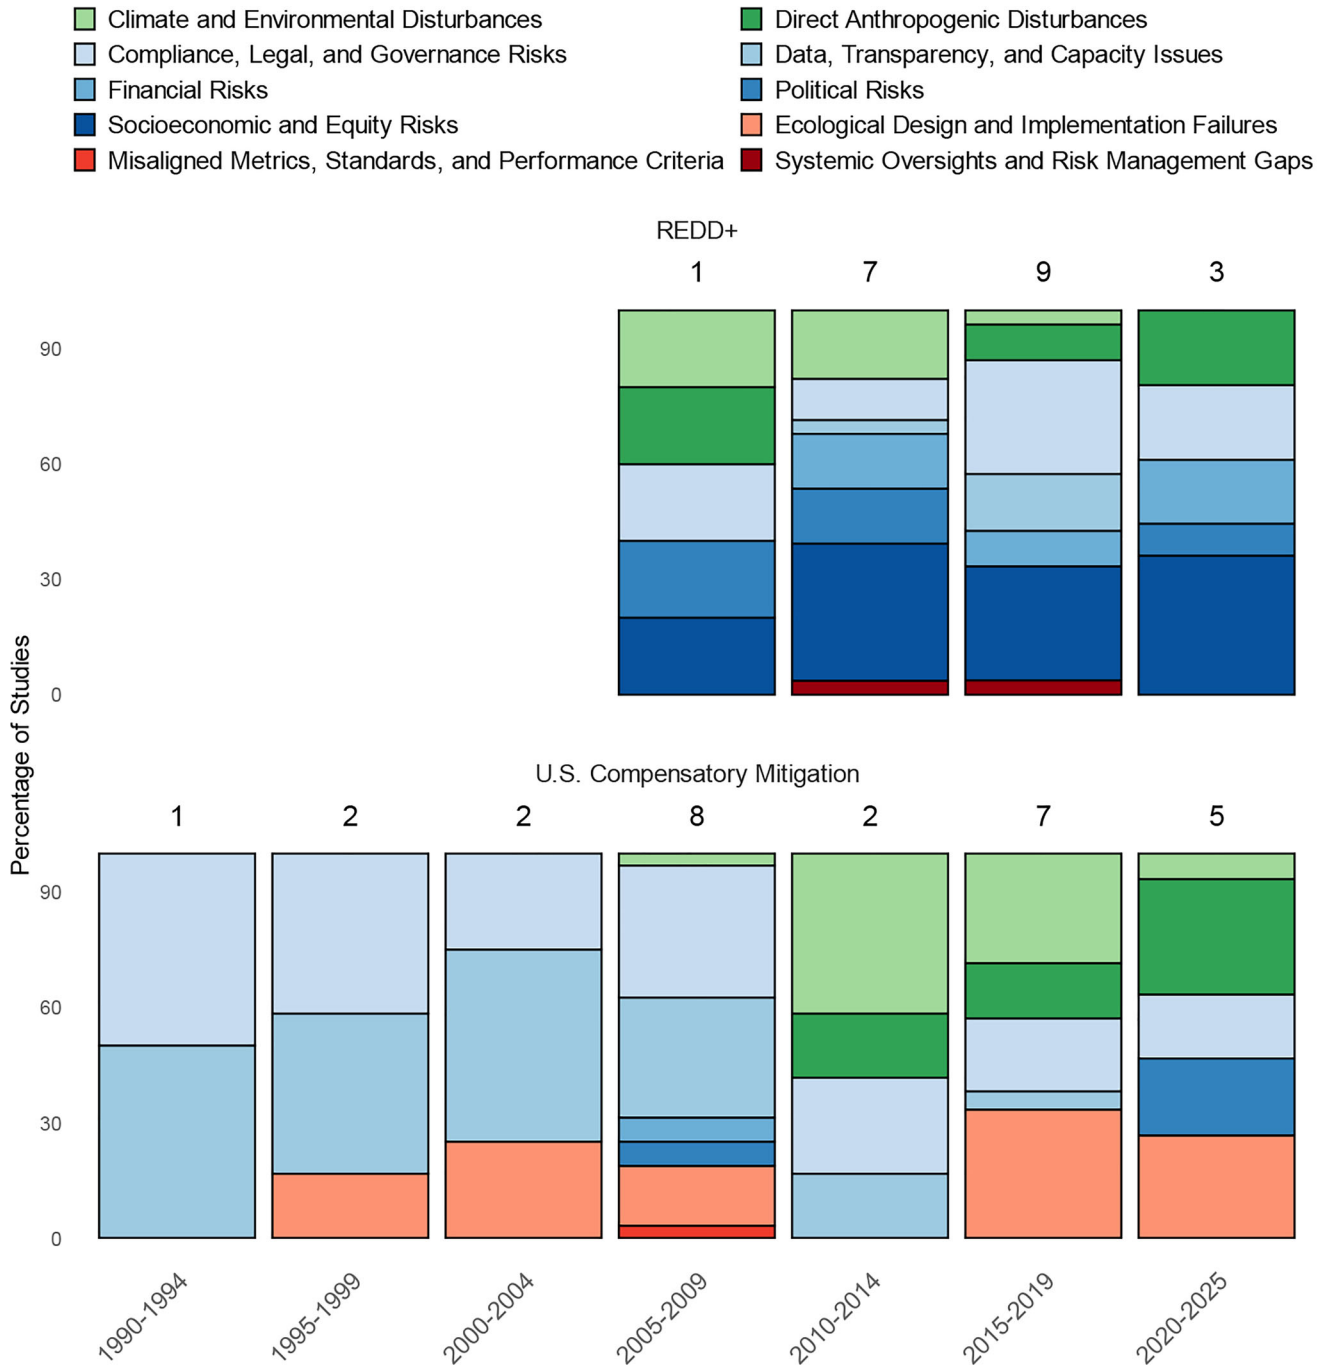 Climate and Environmental Disturbances
Direct Anthropogenic Disturbances
Compliance, Legal, and Governance Risks
Data, Transparency, and Capacity Issues
Financial Risks
Political Risks
Socioeconomic and Equity Risks
Ecological Design and Implementation Failures
Misaligned Metrics, Standards, and Performance Criteria
Systemic Oversights and Risk Management Gaps
REDD+
1 7 9 3
90
60
30
0
Percentage of Studies
U.S. Compensatory Mitigation
1 2 2 8 2 7 5
90
60
30
0
1990-1994
1995-1999
2000-2004
2005-2009
2010-2014
2015-2019
2020-2025